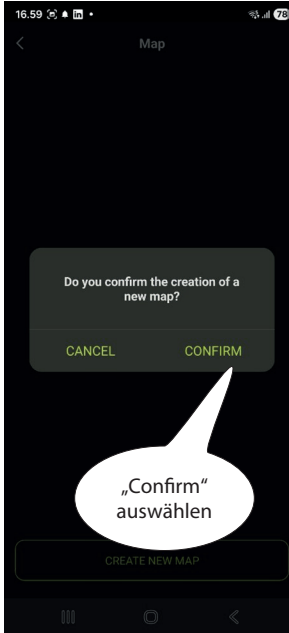 16.59 in •
78
Map
Do you confirm the creation of a
new map?
CANCEL CONFIRM
„Confirm“
auswählen
CREATE NEW MAP